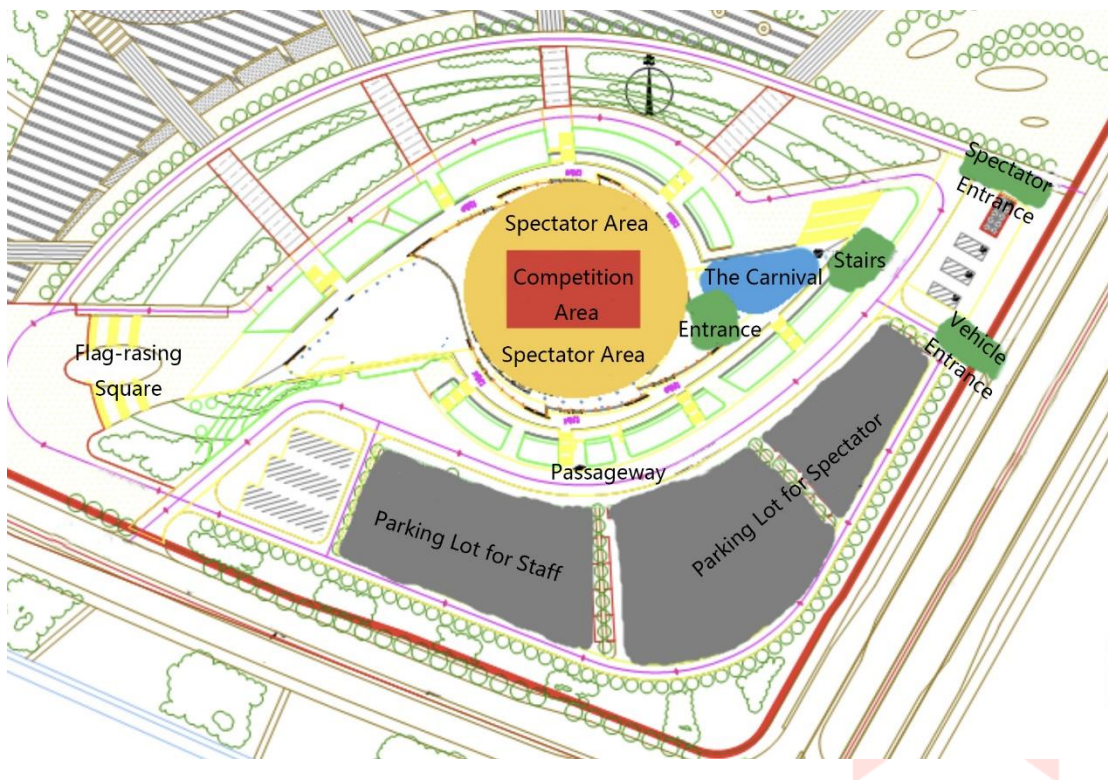 Spectator
Entrance
Spectator Area
Competition
Area
Spectator Area
The Carnival
Stairs
Entrance
Vehicle
Entrance
Flag-rasing
Square
Passageway
Parking Lot for Spectator
Parking Lot for Staff